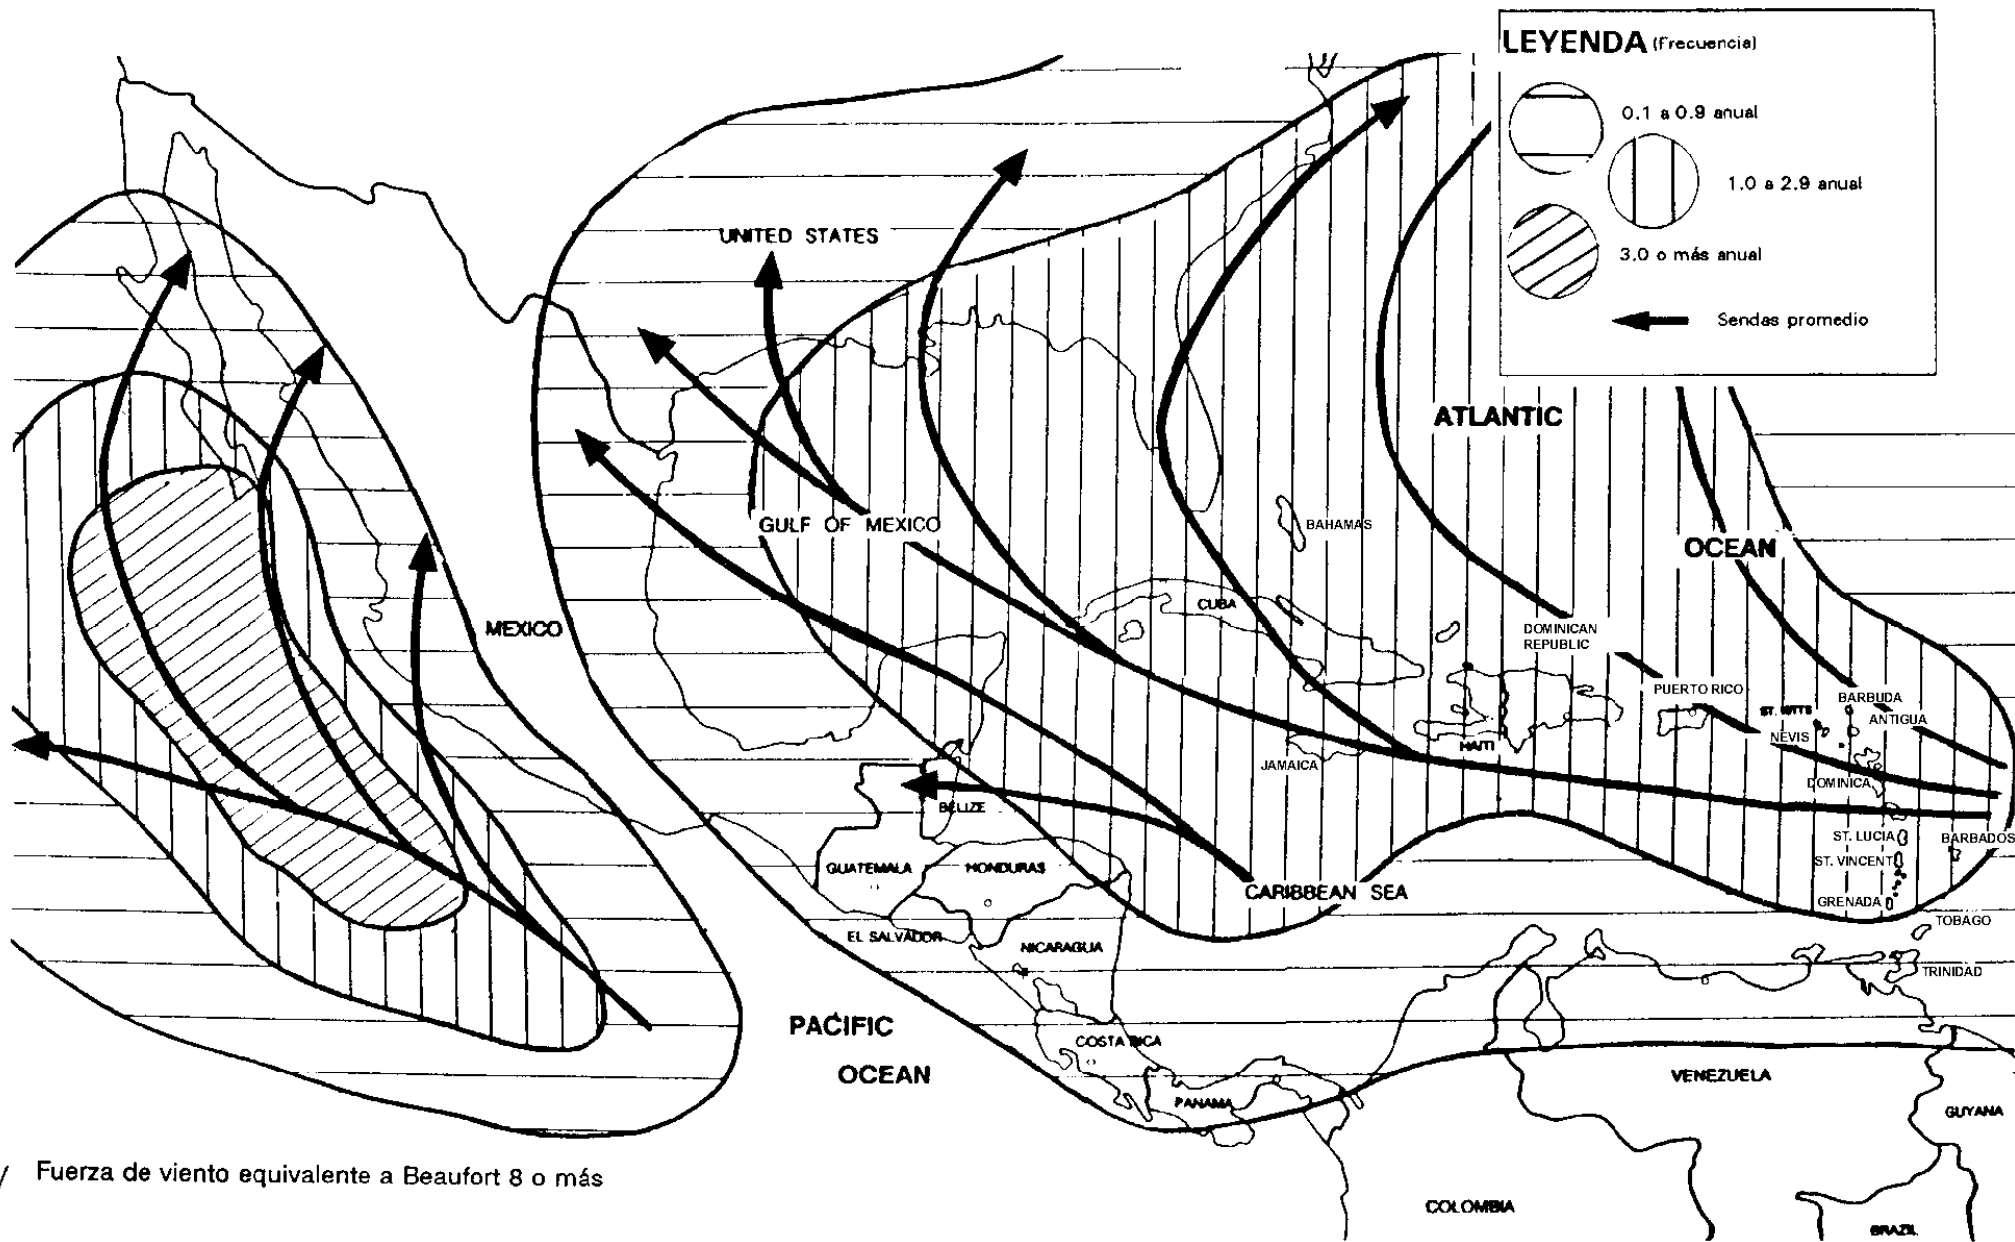 LEYENDA (Frecuencia)
0.1 a 0.9 anual
1.0 a 2.9 anual
3.0 o más anual
Sendas promedio
UNITED STATES
ATLANTIC
OCEAN
GULF OF MEXICO
BAHAMAS
CUBA
MEXICO
DOMINICAN
REPUBLIC
PUERTO RICO
BARBUDA
ST. KITTS
ANTIGUA
NEVIS
HAITI
JAMAICA
DOMINICA
BELIZE
ST. LUCIA
BARBADOS
ST. VINCENT
GUATEMALA
HONDURAS
CARIBBEAN SEA
GRENADA
TOBAGO
EL SALVADOR
NICARAGUA
TRINIDAD
PACIFIC
OCEAN
COSTA RICA
VENEZUELA
PANAMA
GUYANA
Fuerza de viento equivalente a Beaufort 8 o más
COLOMBIA
BRAZIL